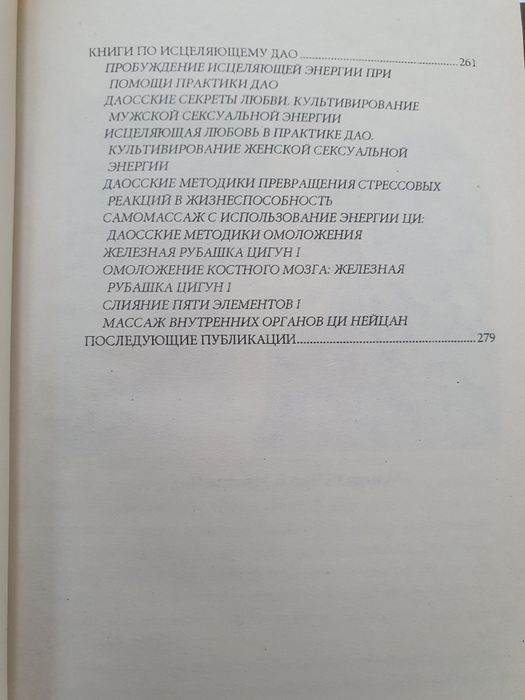 КНИГИ ПО ИСЦЕЛЯЮЩЕМУ ДАО.....................................261
ПРОБУЖДЕНИЕ ИСЦЕЛЯЮЩЕЙ ЭНЕРГИИ ПРИ
ПОМОЩИ ПРАКТИКИ ДАО
ДАОССКИЕ СЕКРЕТЫ ЛЮБВИ. КУЛЬТИВИРОВАНИЕ
МУЖСКОЙ СЕКСУАЛЬНОЙ ЭНЕРГИИ
ИСЦЕЛЯЮЩАЯ ЛЮБОВЬ В ПРАКТИКЕ ДАО.
КУЛЬТИВИРОВАНИЕ ЖЕНСКОЙ СЕКСУАЛЬНОЙ
ЭНЕРГИИ
ДАОССКИЕ МЕТОДИКИ ПРЕВРАЩЕНИЯ СТРЕССОВЫХ
РЕАКЦИЙ В ЖИЗНЕСПОСОБНОСТЬ
САМОМАССАЖ С ИСПОЛЬЗОВАНИЕ ЭНЕРГИИ ЦИ:
ДАОССКИЕ МЕТОДИКИ ОМОЛОЖЕНИЯ
ЖЕЛЕЗНАЯ РУБАШКА ЦИГУН I
ОМОЛОЖЕНИЕ КОСТНОГО МОЗГА: ЖЕЛЕЗНАЯ
РУБАШКА ЦИГУН I
СЛИЯНИЕ ПЯТИ ЭЛЕМЕНТОВ I
МАССАЖ ВНУТРЕННИХ ОРГАНОВ ЦИ НЕЙЦАН
ПОСЛЕДУЮЩИЕ ПУБЛИКАЦИИ.....................................279